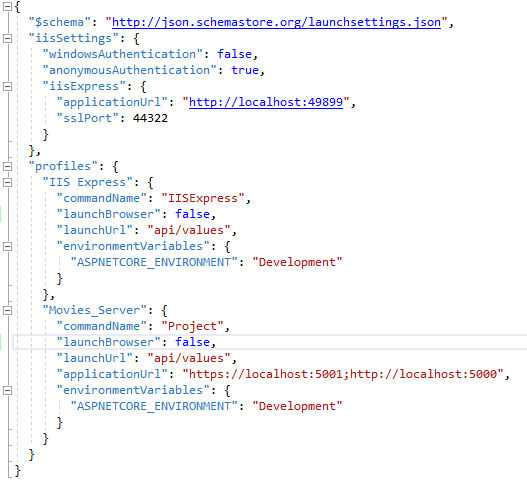 {
"$schema": "http://json.schemastore.org/launchsettings.json",
"iisSettings": {
"windowsAuthentication": false,
"anonymousAuthentication": true,
"iisExpress": {
"applicationUrl": "http://localhost:49899",
"sslPort": 44322
}
},
"profiles": {
"IIS Express": {
"commandName": "IISExpress",
"launchBrowser": false,
"launchUrl": "api/values",
"environmentVariables": {
"ASPNETCORE_ENVIRONMENT": "Development"
}
},
"Movies_Server": {
"commandName": "Project",
"launchBrowser": false,
"launchUrl": "api/values",
"applicationUrl": "https://localhost:5001;http://localhost:5000",
"environmentVariables": {
"ASPNETCORE_ENVIRONMENT": "Development"
}
}
}
}